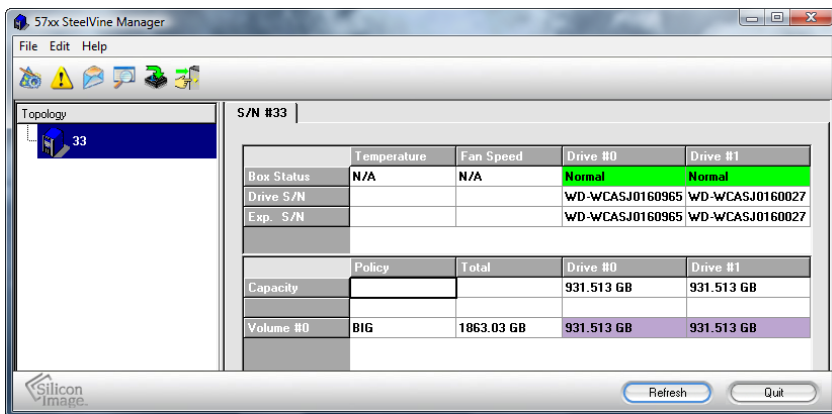 57xx SteelVine Manager
File Edit Help
Topology
33
S/N #33
Temperature Fan Speed Drive #0 Drive #1
Box Status N/A N/A Normal Normal
Drive S/N WD-WCASJ0160965 WD-WCASJ0160027
Exp. S/N WD-WCASJ0160965 WD-WCASJ0160027
Policy Total Drive #0 Drive #1
Capacity 931.513 GB 931.513 GB
Volume #0 BIG 1863.03 GB 931.513 GB 931.513 GB
Silicon
Image.
Refresh Quit